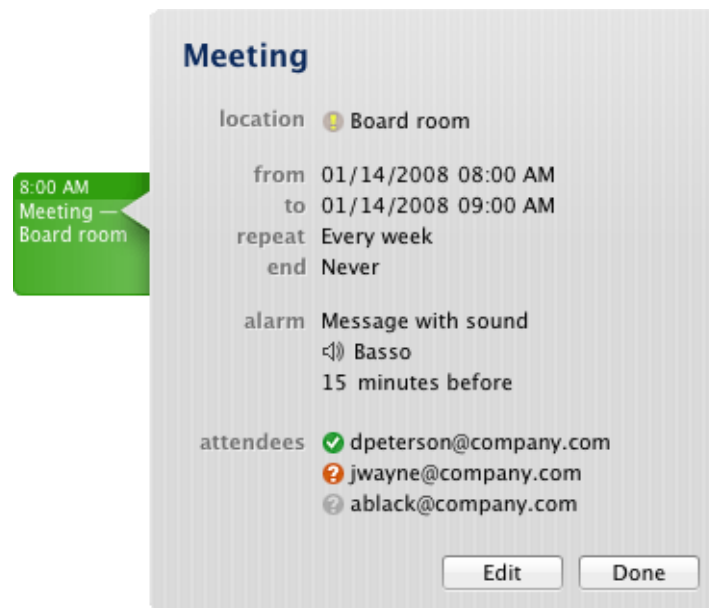 Meeting
location Board room
8:00 AM
Meeting —
Board room
from 01/14/2008 08:00 AM
to 01/14/2008 09:00 AM
repeat Every week
end Never
alarm Message with sound
Basso
15 minutes before
attendees dpeterson@company.com
jwayne@company.com
ablack@company.com
Edit Done